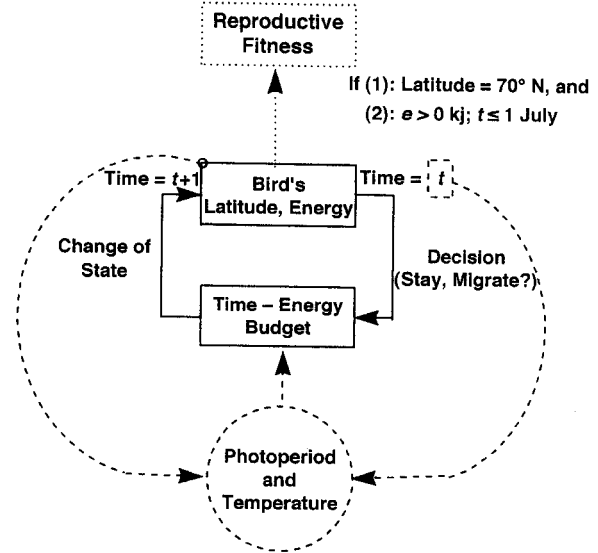 Reproductive
Fitness
If (1): Latitude = 70° N, and
(2): e > 0 kj; t ≤ 1 July
Time = t+1
Bird's
Latitude, Energy
Time = t
Change of
State
Decision
(Stay, Migrate?)
Time – Energy
Budget
Photoperiod
and
Temperature